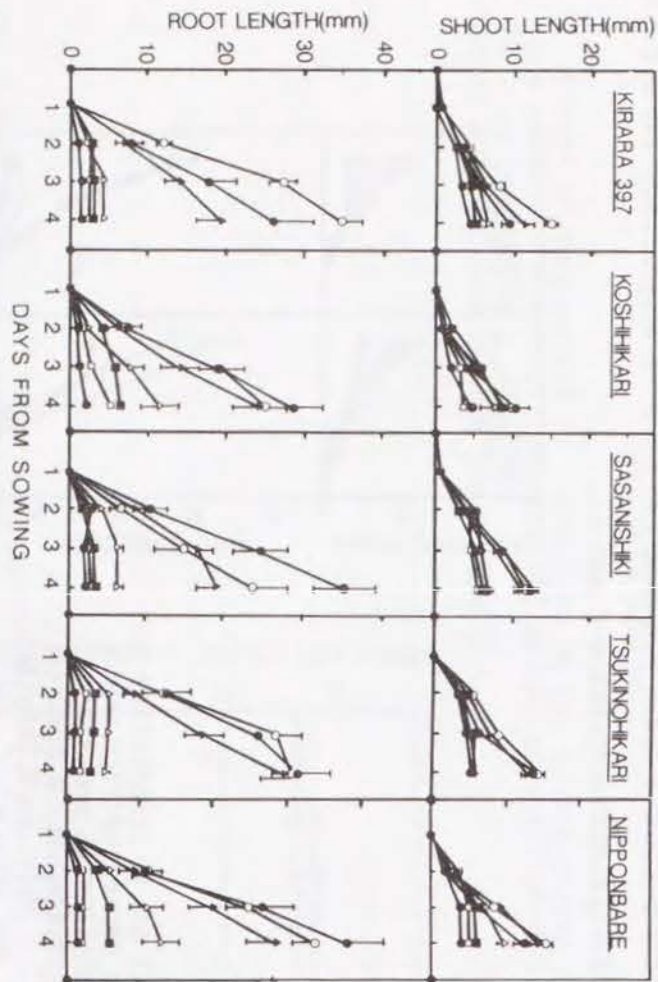 ROOT LENGTH(mm)
SHOOT LENGTH(mm)
0 10 20 30 40
0 10 20
KIRARA 397
1 2 3 4
KOSHIHIKARI
1 2 3 4
SASANISHIKI
1 2 3 4
TSUKINOHIKARI
1 2 3 4
NIPPONBARE
1 2 3 4
DAYS FROM SOWING